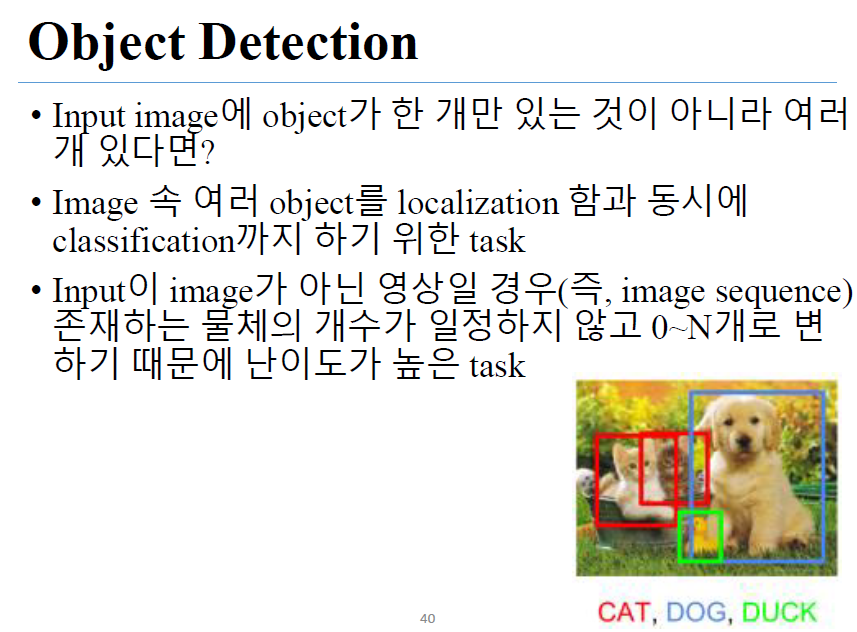 Object Detection
• Input image에 object가 한 개만 있는 것이 아니라 여러
개 있다면?
• Image 속 여러 object를 localization 함과 동시에
classification까지 하기 위한 task
• Input이 image가 아닌 영상일 경우(즉, image sequence)
존재하는 물체의 개수가 일정하지 않고 0~N개로 변
하기 때문에 난이도가 높은 task
CAT, DOG, DUCK
40